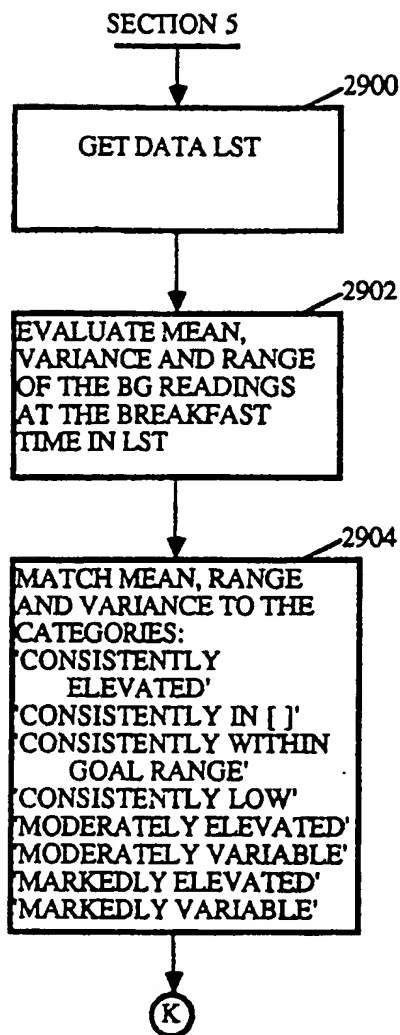 SECTION 5
2900
GET DATA LST
2902
EVALUATE MEAN,
VARIANCE AND RANGE
OF THE BG READINGS
AT THE BREAKFAST
TIME IN LST
2904
MATCH MEAN, RANGE
AND VARIANCE TO THE
CATEGORIES:
'CONSISTENTLY
ELEVATED'
'CONSISTENTLY IN [ ]'
'CONSISTENTLY WITHIN
GOAL RANGE'
'CONSISTENTLY LOW'
'MODERATELY ELEVATED'
'MODERATELY VARIABLE'
'MARKEDLY ELEVATED'
'MARKEDLY VARIABLE'
K